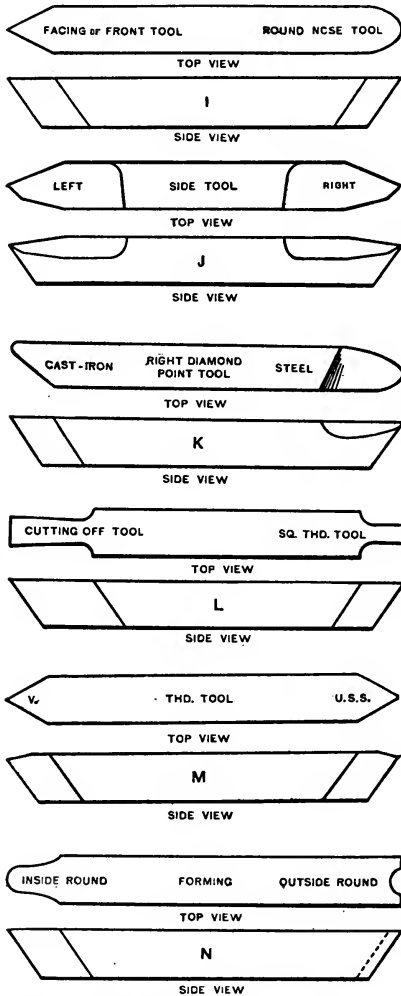 FACING or FRONT TOOL ROUND NCSE TOOL
TOP VIEW
I
SIDE VIEW
LEFT SIDE TOOL RIGHT
TOP VIEW
J
SIDE VIEW
CAST-IRON RIGHT DIAMOND POINT TOOL STEEL
TOP VIEW
K
SIDE VIEW
CUTTING OFF TOOL SQ. THD. TOOL
TOP VIEW
L
SIDE VIEW
V. THD. TOOL U.S.S.
TOP VIEW
M
SIDE VIEW
INSIDE ROUND FORMING OUTSIDE ROUND
TOP VIEW
N
SIDE VIEW